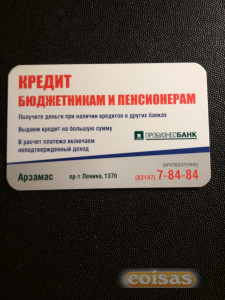 КРЕДИТ
БЮДЖЕТНИКАМ И ПЕНСИОНЕРАМ
Получите деньги при наличии кредитов в других банках
Выдаем кредит на большую сумму
ПРОБИЗНЕСБАНК
В расчет платежа включаем
неподтвержденный доход
КРУГЛОСУТОЧНО
Арзамас
пр-т Ленина, 137б
(83147) 7-84-84
coisas